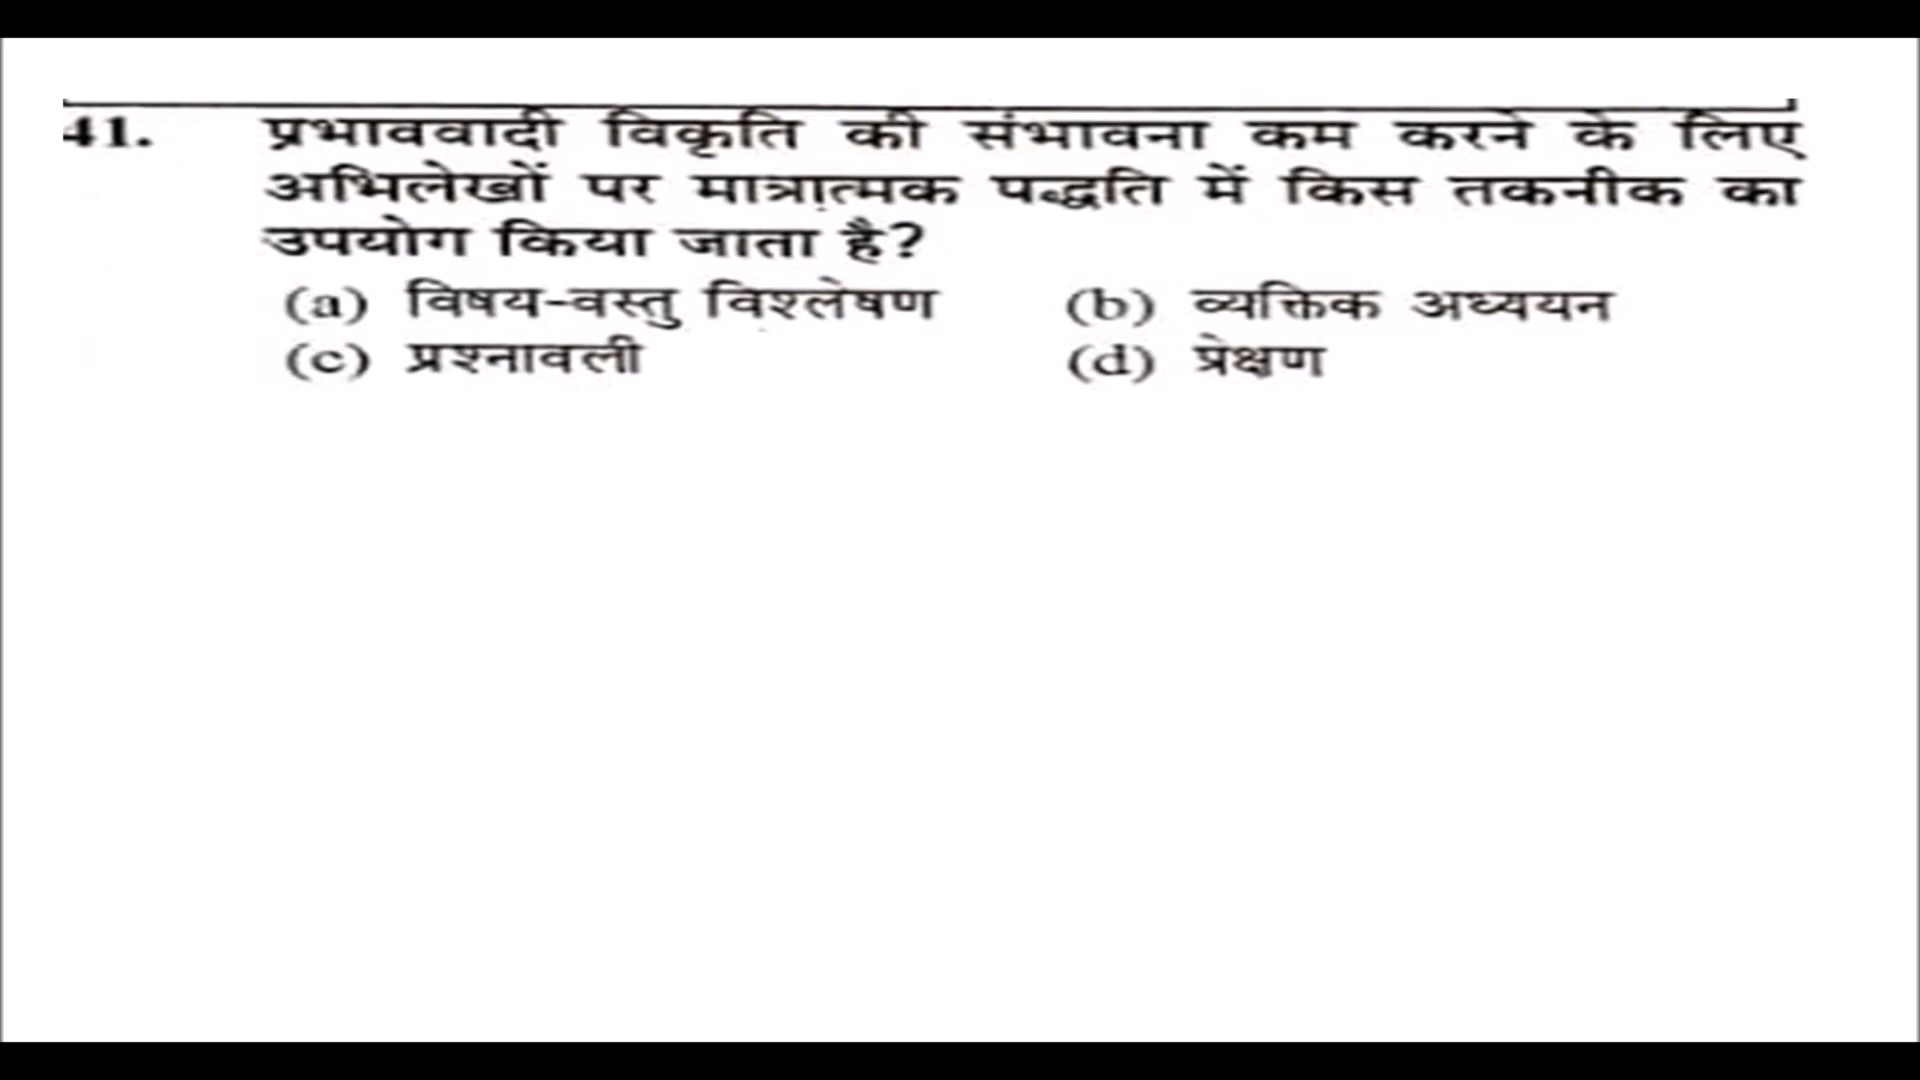 41. प्रभाववादी विकृति की संभावना कम करने के लिए
अभिलेखों पर मात्रात्मक पद्धति में किस तकनीक का
उपयोग किया जाता है?
(a) विषय-वस्तु विश्लेषण (b) व्यक्तिक अध्ययन
(c) प्रश्नावली (d) प्रेक्षण